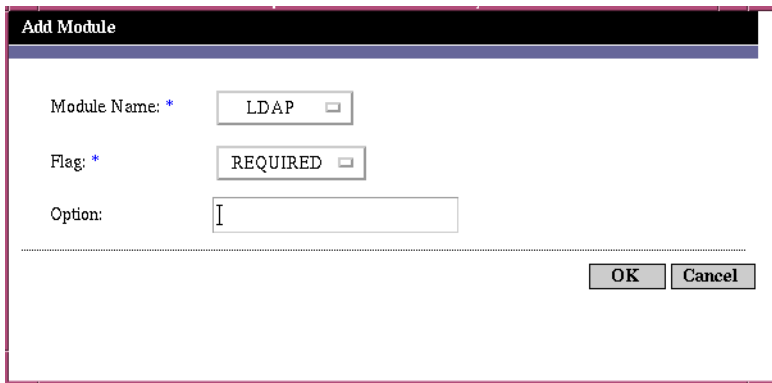 Add Module
Module Name: * LDAP
Flag: * REQUIRED
Option:
OK Cancel